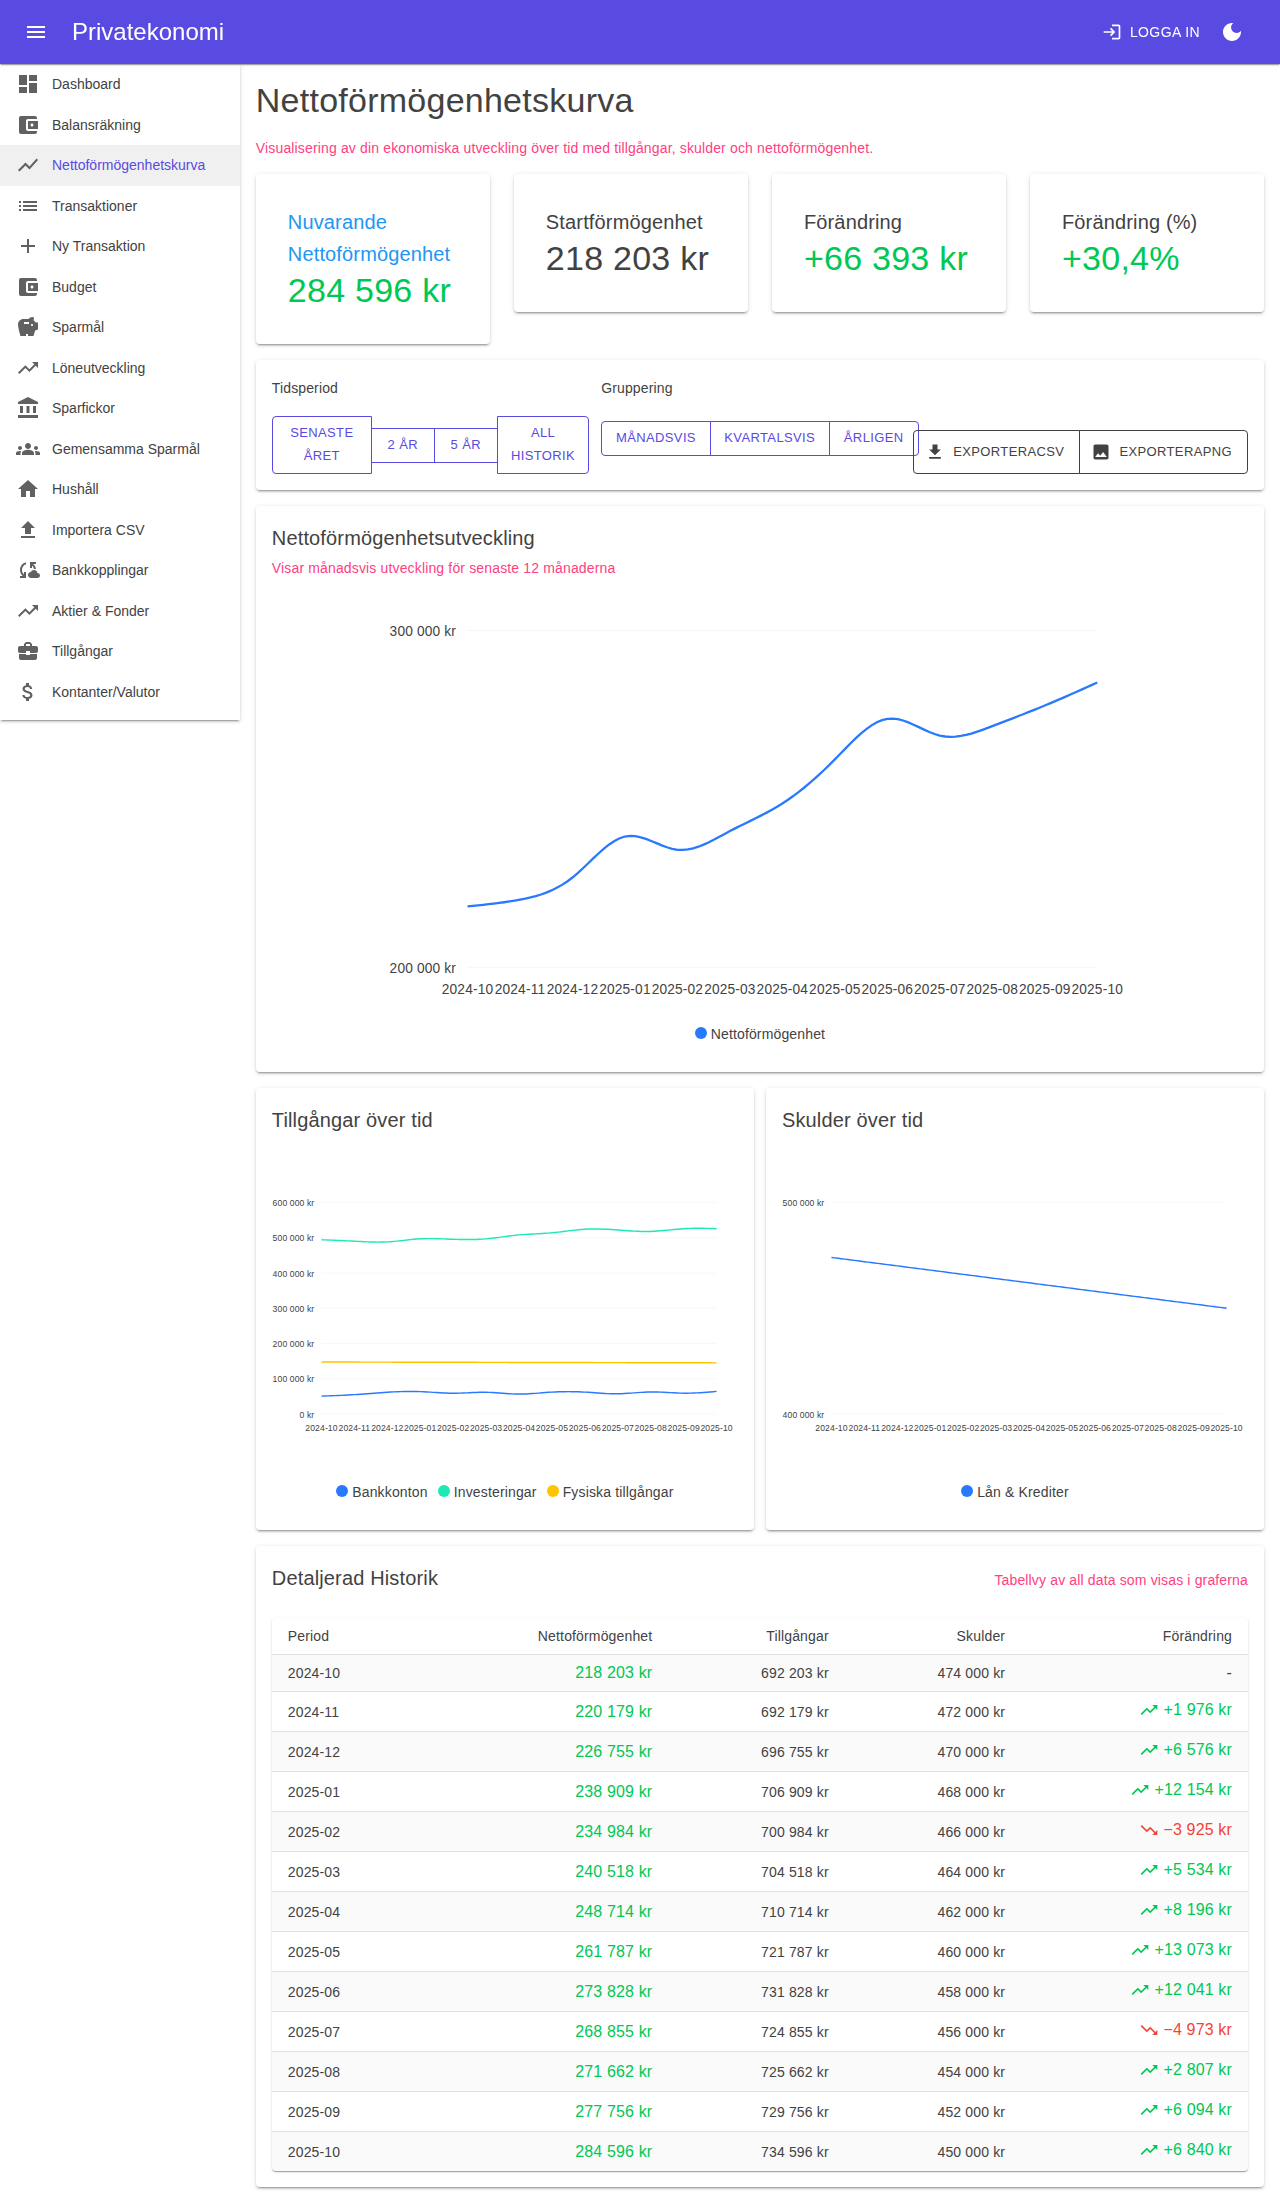 Privatekonomi
LOGGA IN
Dashboard
Balansräkning
Nettoförmögenhetskurva
Transaktioner
Ny Transaktion
Budget
Sparmål
Löneutveckling
Sparfickor
Gemensamma Sparmål
Hushåll
Importera CSV
Bankkopplingar
Aktier & Fonder
Tillgångar
Kontanter/Valutor
Nettoförmögenhetskurva
Visualisering av din ekonomiska utveckling över tid med tillgångar, skulder och nettoförmögenhet.
Nuvarande
Nettoförmögenhet
284 596 kr
Startförmögenhet
218 203 kr
Förändring
+66 393 kr
Förändring (%)
+30,4%
Tidsperiod
SENASTE
ÅRET
2 ÅR
5 ÅR
ALL
HISTORIK
Gruppering
MÅNADSVIS
KVARTALSVIS
ÅRLIGEN
EXPORTERACSV
EXPORTERAPNG
Nettoförmögenhetsutveckling
Visar månadsvis utveckling för senaste 12 månaderna
300 000 kr
200 000 kr
2024-10 2024-11 2024-12 2025-01 2025-02 2025-03 2025-04 2025-05 2025-06 2025-07 2025-08 2025-09 2025-10
Nettoförmögenhet
Tillgångar över tid
600 000 kr
500 000 kr
400 000 kr
300 000 kr
200 000 kr
100 000 kr
0 kr
2024-10 2024-11 2024-12 2025-01 2025-02 2025-03 2025-04 2025-05 2025-06 2025-07 2025-08 2025-09 2025-10
Bankkonton Investeringar Fysiska tillgångar
Skulder över tid
500 000 kr
400 000 kr
2024-10 2024-11 2024-12 2025-01 2025-02 2025-03 2025-04 2025-05 2025-06 2025-07 2025-08 2025-09 2025-10
Lån & Krediter
Detaljerad Historik
Tabellvy av all data som visas i graferna
Period Nettoförmögenhet Tillgångar Skulder Förändring
2024-10 218 203 kr 692 203 kr 474 000 kr -
2024-11 220 179 kr 692 179 kr 472 000 kr +1 976 kr
2024-12 226 755 kr 696 755 kr 470 000 kr +6 576 kr
2025-01 238 909 kr 706 909 kr 468 000 kr +12 154 kr
2025-02 234 984 kr 700 984 kr 466 000 kr −3 925 kr
2025-03 240 518 kr 704 518 kr 464 000 kr +5 534 kr
2025-04 248 714 kr 710 714 kr 462 000 kr +8 196 kr
2025-05 261 787 kr 721 787 kr 460 000 kr +13 073 kr
2025-06 273 828 kr 731 828 kr 458 000 kr +12 041 kr
2025-07 268 855 kr 724 855 kr 456 000 kr −4 973 kr
2025-08 271 662 kr 725 662 kr 454 000 kr +2 807 kr
2025-09 277 756 kr 729 756 kr 452 000 kr +6 094 kr
2025-10 284 596 kr 734 596 kr 450 000 kr +6 840 kr